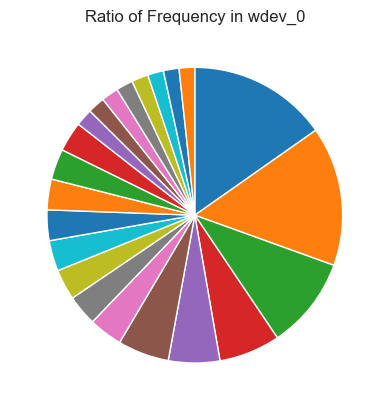 Ratio of Frequency in wdev_0